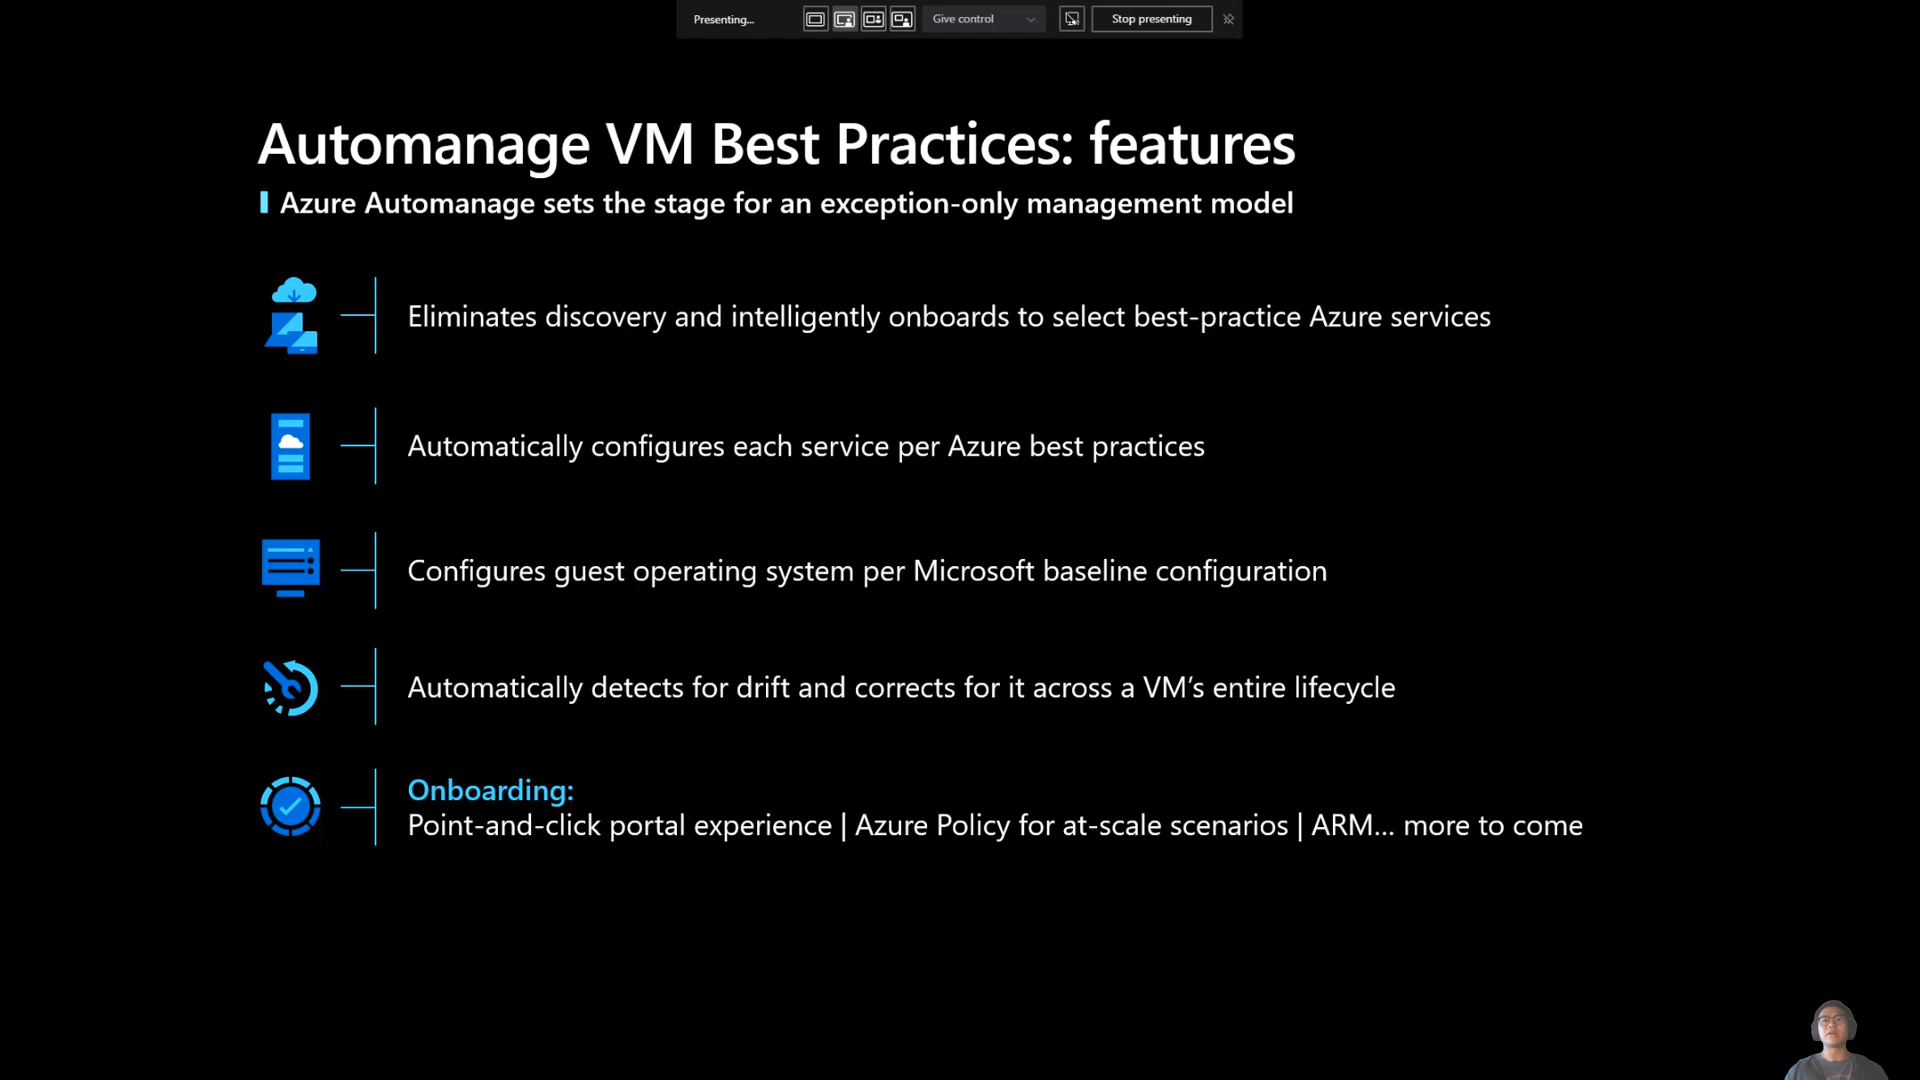 Presenting...
Give control
Stop presenting
Automanage VM Best Practices: features
Azure Automanage sets the stage for an exception-only management model
Eliminates discovery and intelligently onboards to select best-practice Azure services
Automatically configures each service per Azure best practices
Configures guest operating system per Microsoft baseline configuration
Automatically detects for drift and corrects for it across a VM’s entire lifecycle
Onboarding:
Point-and-click portal experience | Azure Policy for at-scale scenarios | ARM... more to come